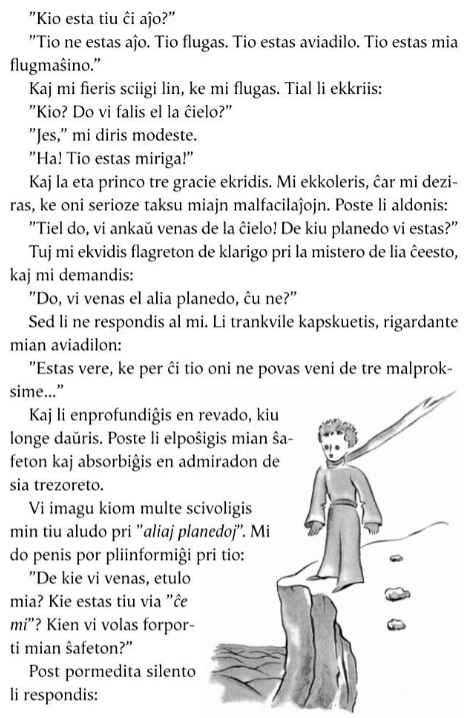 ”Kio esta tiu ĉi aĵo?”
”Tio ne estas aĵo. Tio flugas. Tio estas aviadilo. Tio estas mia
flugmaŝino.”
Kaj mi fieris sciigi lin, ke mi flugas. Tial li ekkriis:
”Kio? Do vi falis el la ĉielo?”
”Jes,” mi diris modeste.
”Ha! Tio estas miriga!”
Kaj la eta princo tre gracie ekridis. Mi ekkoleris, ĉar mi dezi-
ras, ke oni serioze taksu miajn malfacilaĵojn. Poste li aldonis:
”Tiel do, vi ankaŭ venas de la ĉielo! De kiu planedo vi estas?”
Tuj mi ekvidis flagreton de klarigo pri la mistero de lia ĉeesto,
kaj mi demandis:
”Do, vi venas el alia planedo, ĉu ne?”
Sed li ne respondis al mi. Li trankvile kapskuetis, rigardante
mian aviadilon:
”Estas vere, ke per ĉi tio oni ne povas veni de tre malprok-
sime...”
Kaj li enprofundiĝis en revado, kiu
longe daŭris. Poste li elpoŝigis mian ŝa-
feton kaj absorbiĝis en admiradon de
sia trezoreto.
Vi imagu kiom multe scivoligis
min tiu aludo pri ”aliaj planedoj”. Mi
do penis por pliinformiĝi pri tio:
”De kie vi venas, etulo
mia? Kie estas tiu via ”ĉe
mi”? Kien vi volas forpor-
ti mian ŝafeton?”
Post pormedita silento
li respondis: